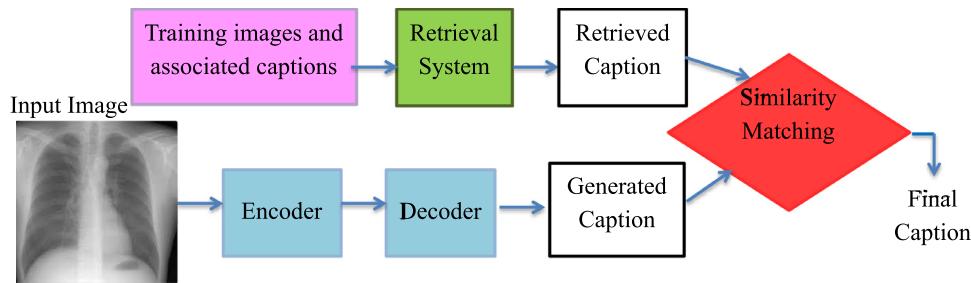 Training images and
associated captions
Retrieval
System
Retrieved
Caption
Similarity
Matching
Input Image
Encoder
Decoder
Generated
Caption
Final
Caption